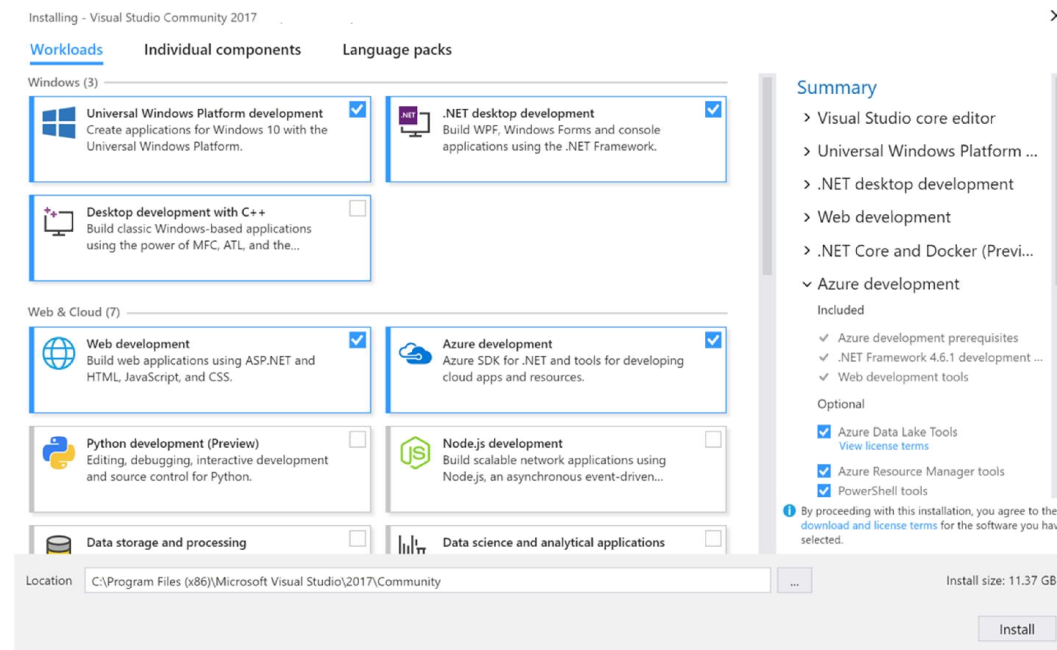 Installing - Visual Studio Community 2017
Workloads
Individual components
Language packs
Windows (3)
Universal Windows Platform development
Create applications for Windows 10 with the
Universal Windows Platform.
.NET
.NET desktop development
Build WPF, Windows Forms and console
applications using the .NET Framework.
Desktop development with C++
Build classic Windows-based applications
using the power of MFC, ATL, and the...
Web & Cloud (7)
Web development
Build web applications using ASP.NET and
HTML, JavaScript, and CSS.
Azure development
Azure SDK for .NET and tools for developing
cloud apps and resources.
Python development (Preview)
Editing, debugging, interactive development
and source control for Python.
JS
Node.js development
Build scalable network applications using
Node.js, an asynchronous event-driven...
Data storage and processing
Data science and analytical applications
Summary
Visual Studio core editor
Universal Windows Platform ...
.NET desktop development
Web development
.NET Core and Docker (Previ...
Azure development
Included
Azure development prerequisites
.NET Framework 4.6.1 development ...
Web development tools
Optional
Azure Data Lake Tools
View license terms
Azure Resource Manager tools
PowerShell tools
By proceeding with this installation, you agree to the
download and license terms for the software you hav
selected.
Location
C:\Program Files (x86)\Microsoft Visual Studio\2017\Community
...
Install size: 11.37 GB
Install